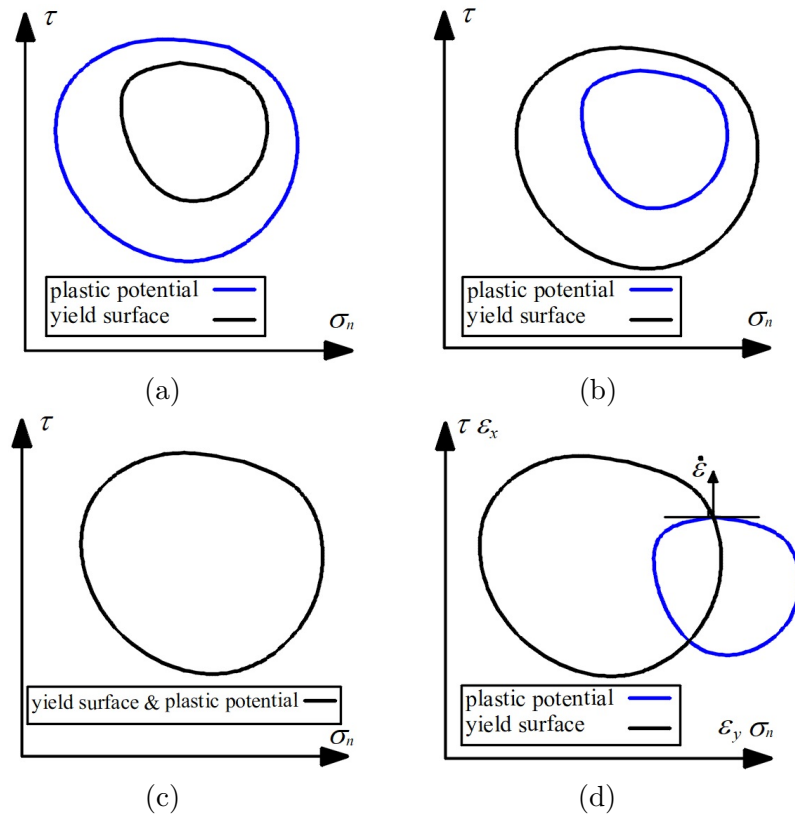 τ
τ
plastic potential
yield surface
σn
plastic potential
yield surface
σn
(a)
(b)
τ
τ εx
ε̇
yield surface & plastic potential
σn
plastic potential
yield surface
εy σn
(c)
(d)